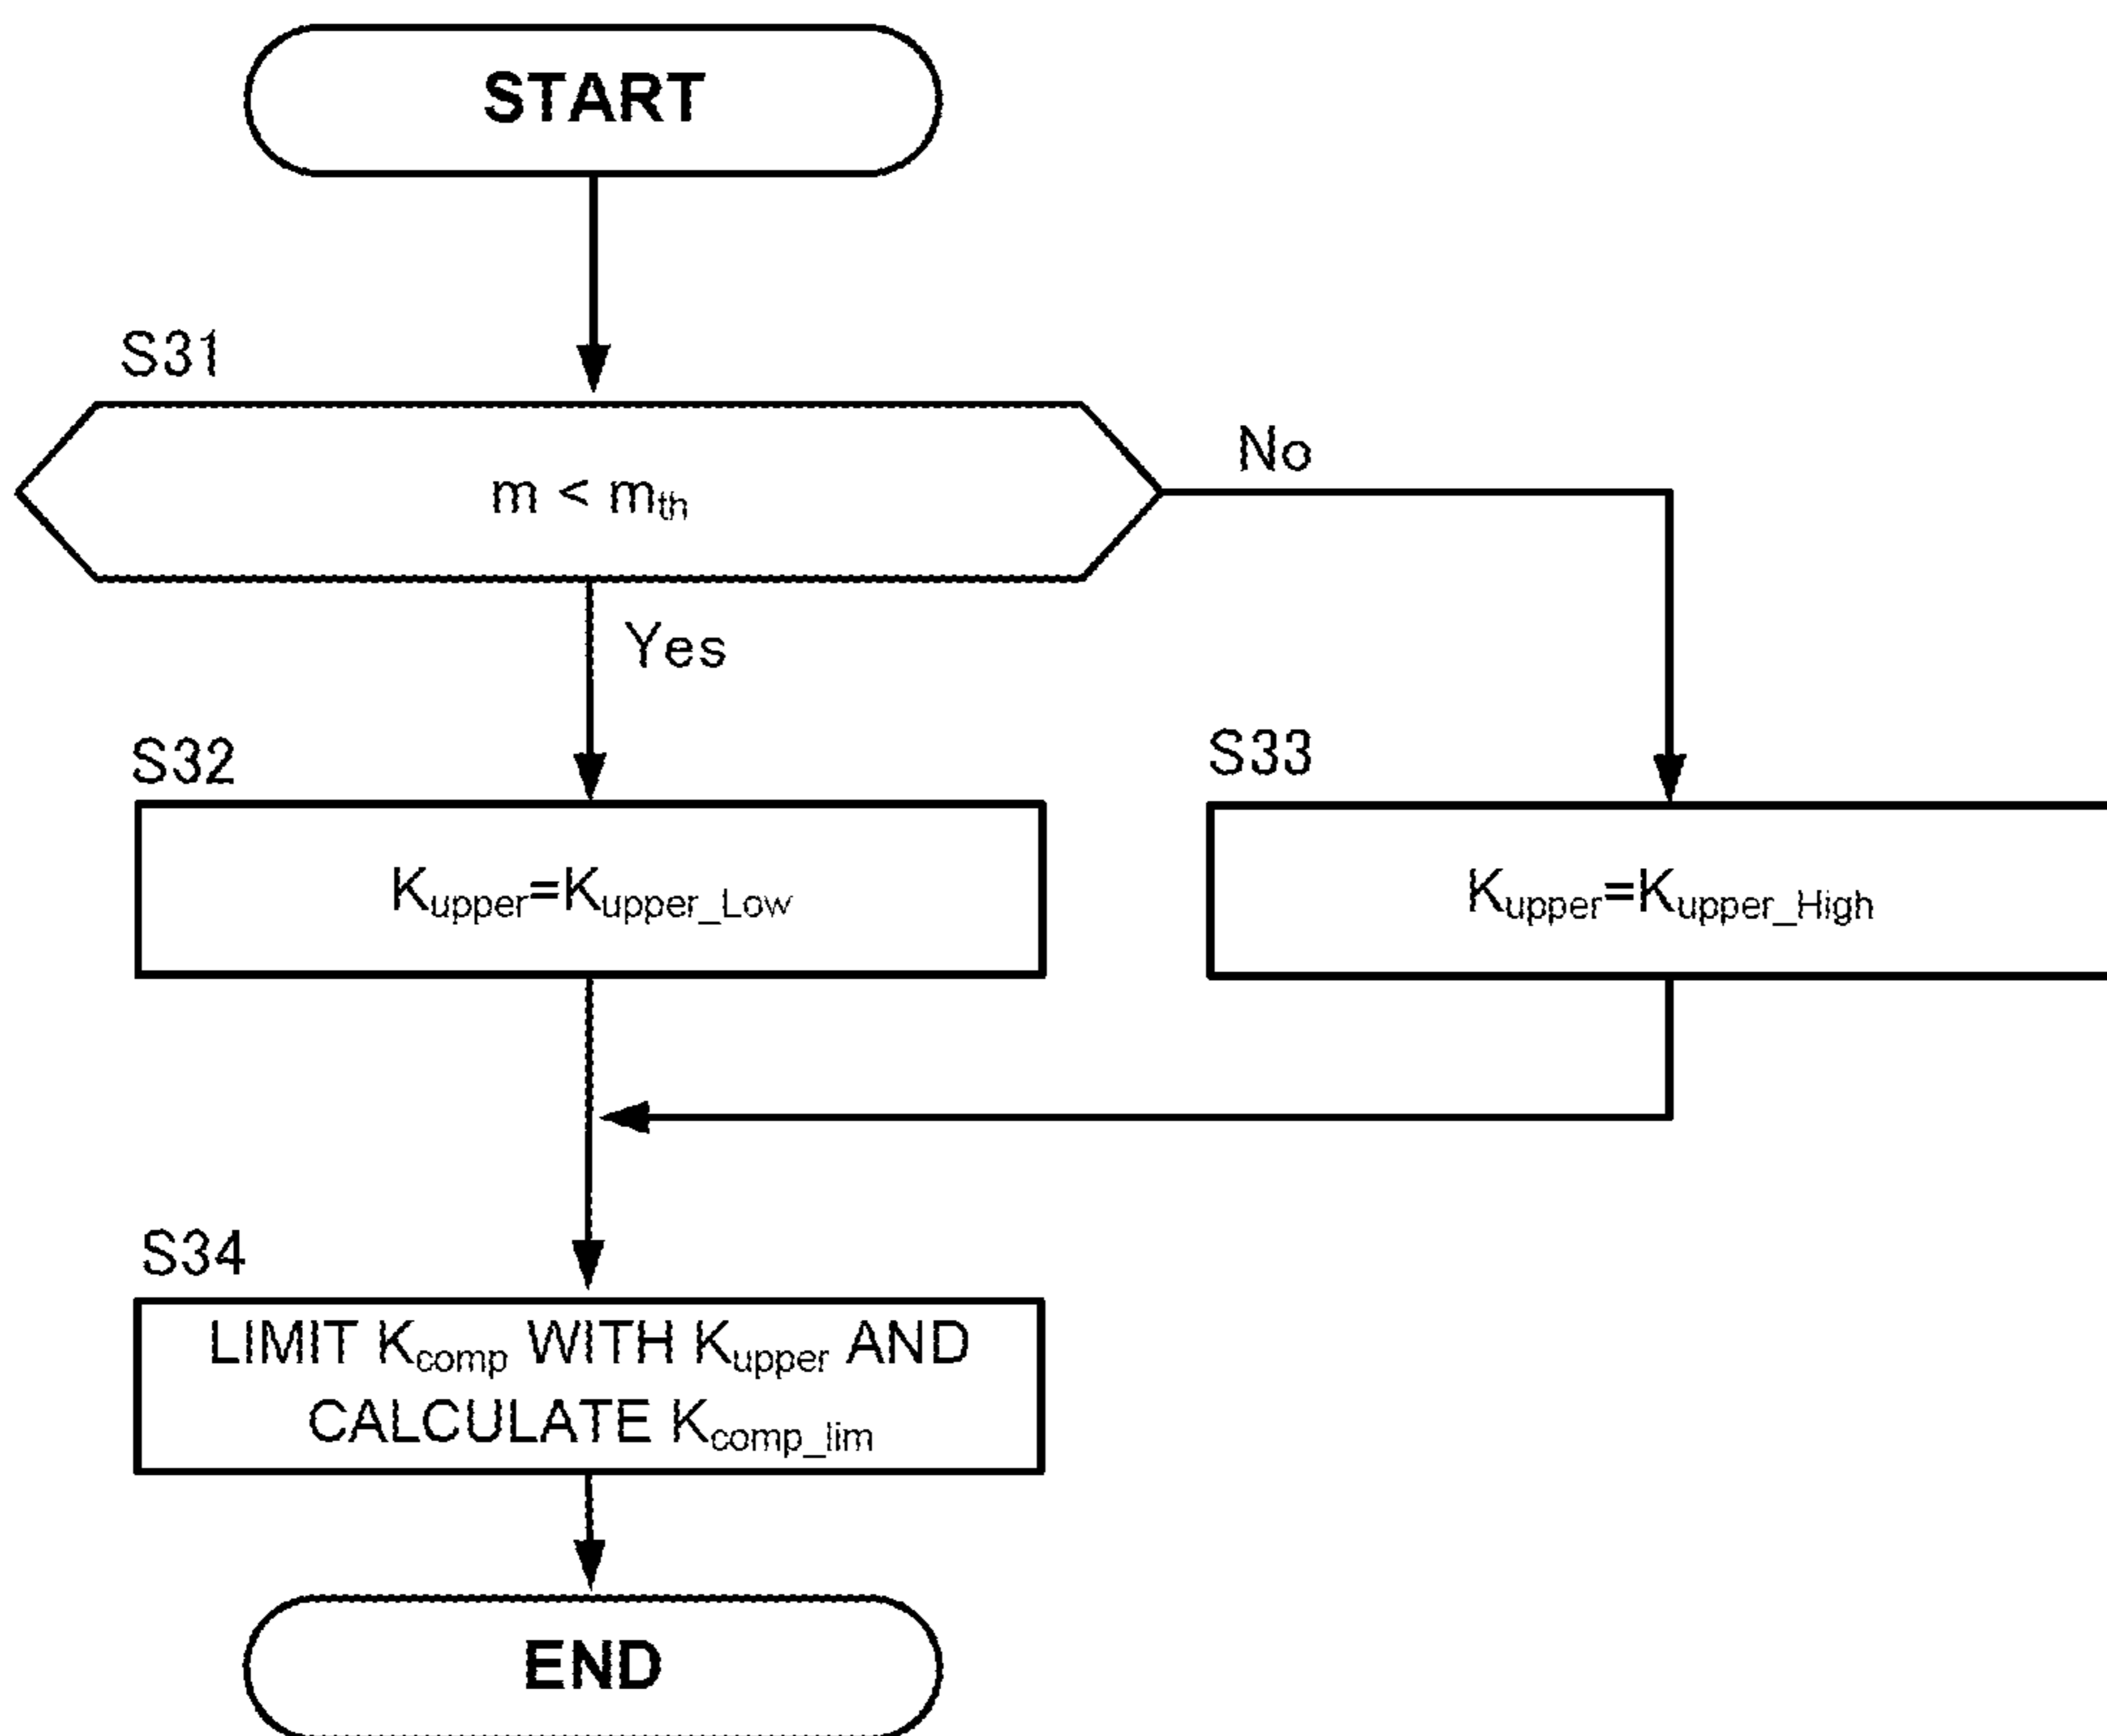 START
S31
m < mth
No
Yes
S32
S33
Kupper=Kupper_Low
Kupper=Kupper_High
S34
LIMIT Kcomp WITH Kupper AND
CALCULATE Kcomp_lim
END